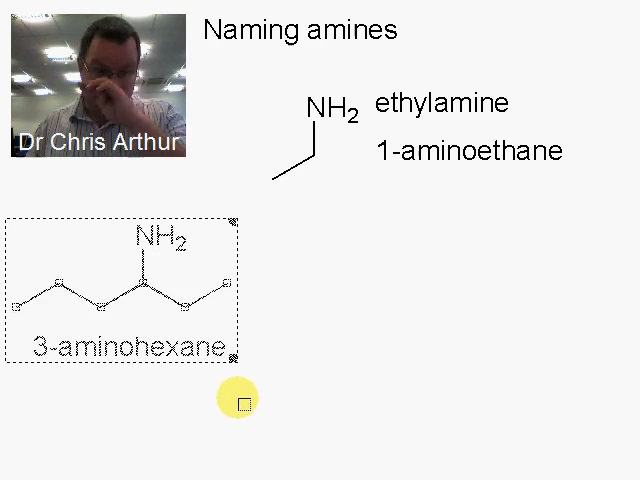 Naming amines
Dr Chris Arthur
NH2 ethylamine
1-aminoethane
NH2
3-aminohexane